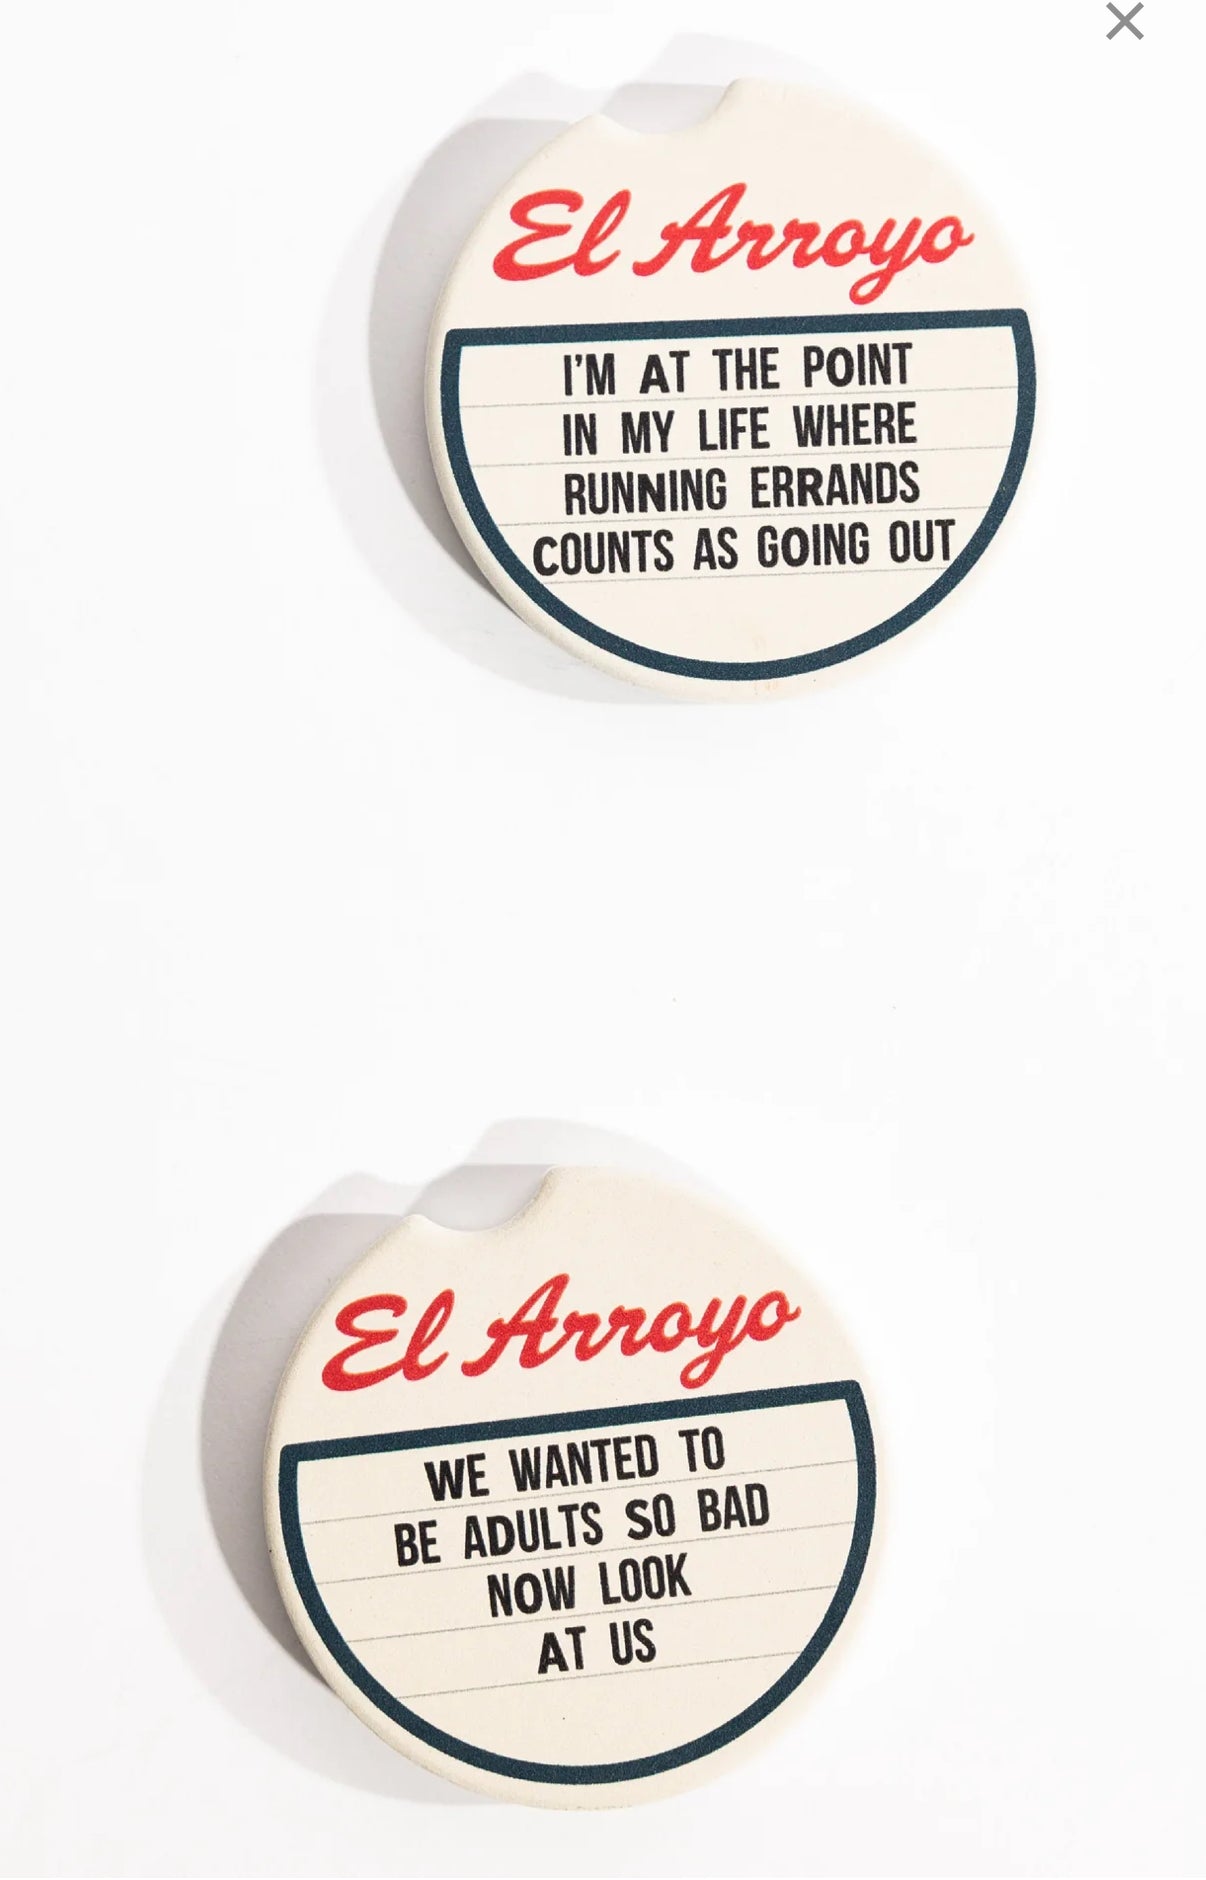 El Arroyo
I'M AT THE POINT
IN MY LIFE WHERE
RUNNING ERRANDS
COUNTS AS GOING OUT
El Arroyo
WE WANTED TO
BE ADULTS SO BAD
NOW LOOK
AT US